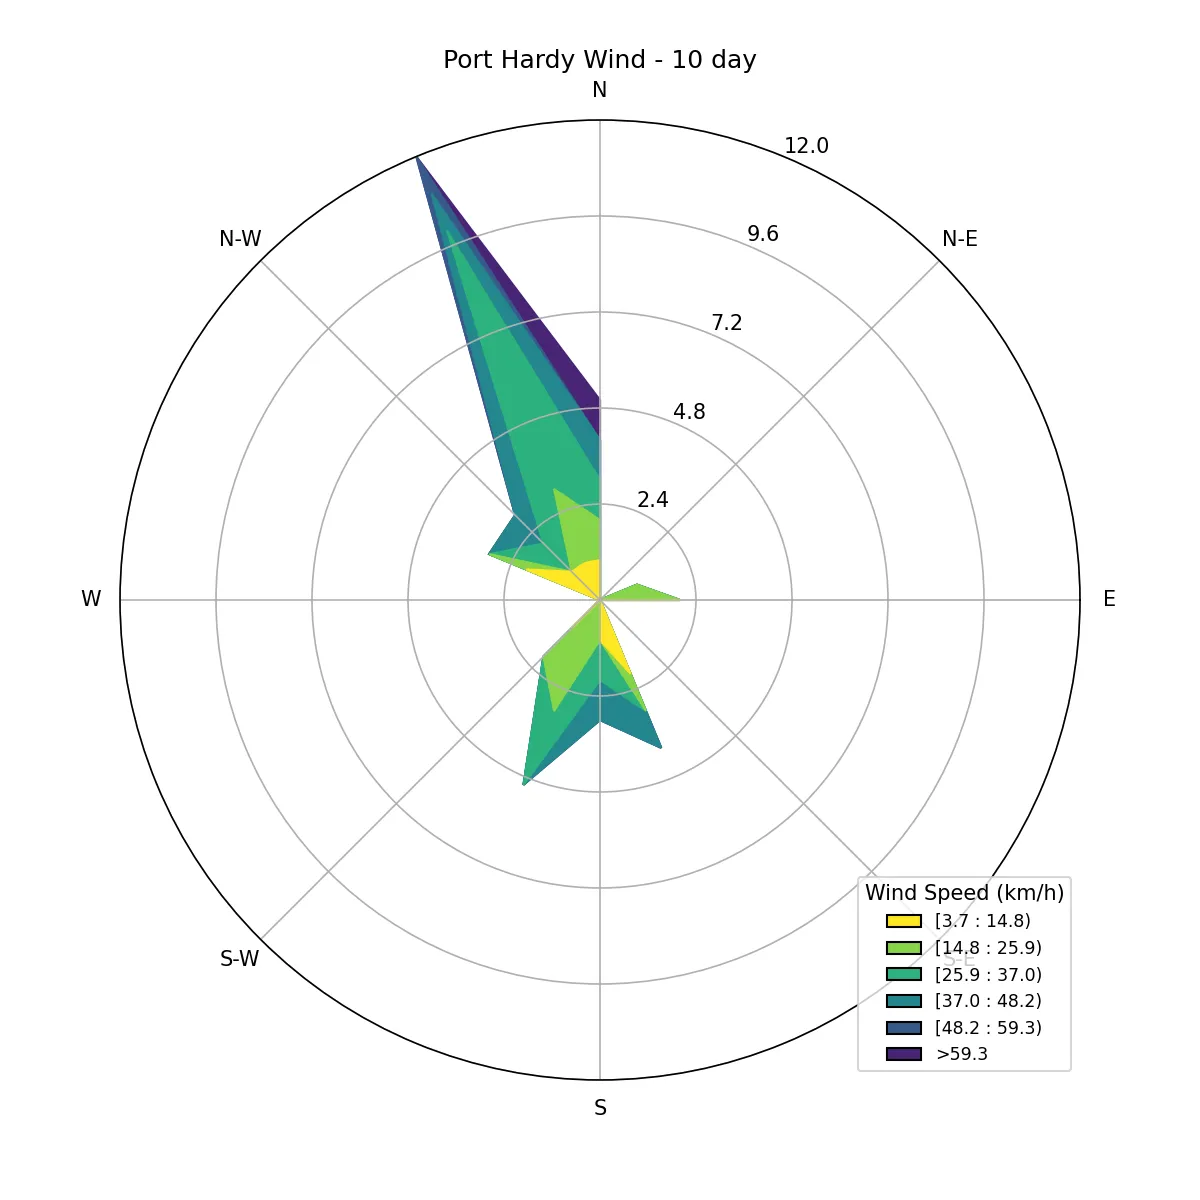 Port Hardy Wind - 10 day
N
12.0
N-W
9.6
N-E
7.2
4.8
2.4
W
E
S-W
S-E
S
Wind Speed (km/h)
[3.7 : 14.8)
[14.8 : 25.9)
[25.9 : 37.0)
[37.0 : 48.2)
[48.2 : 59.3)
>59.3